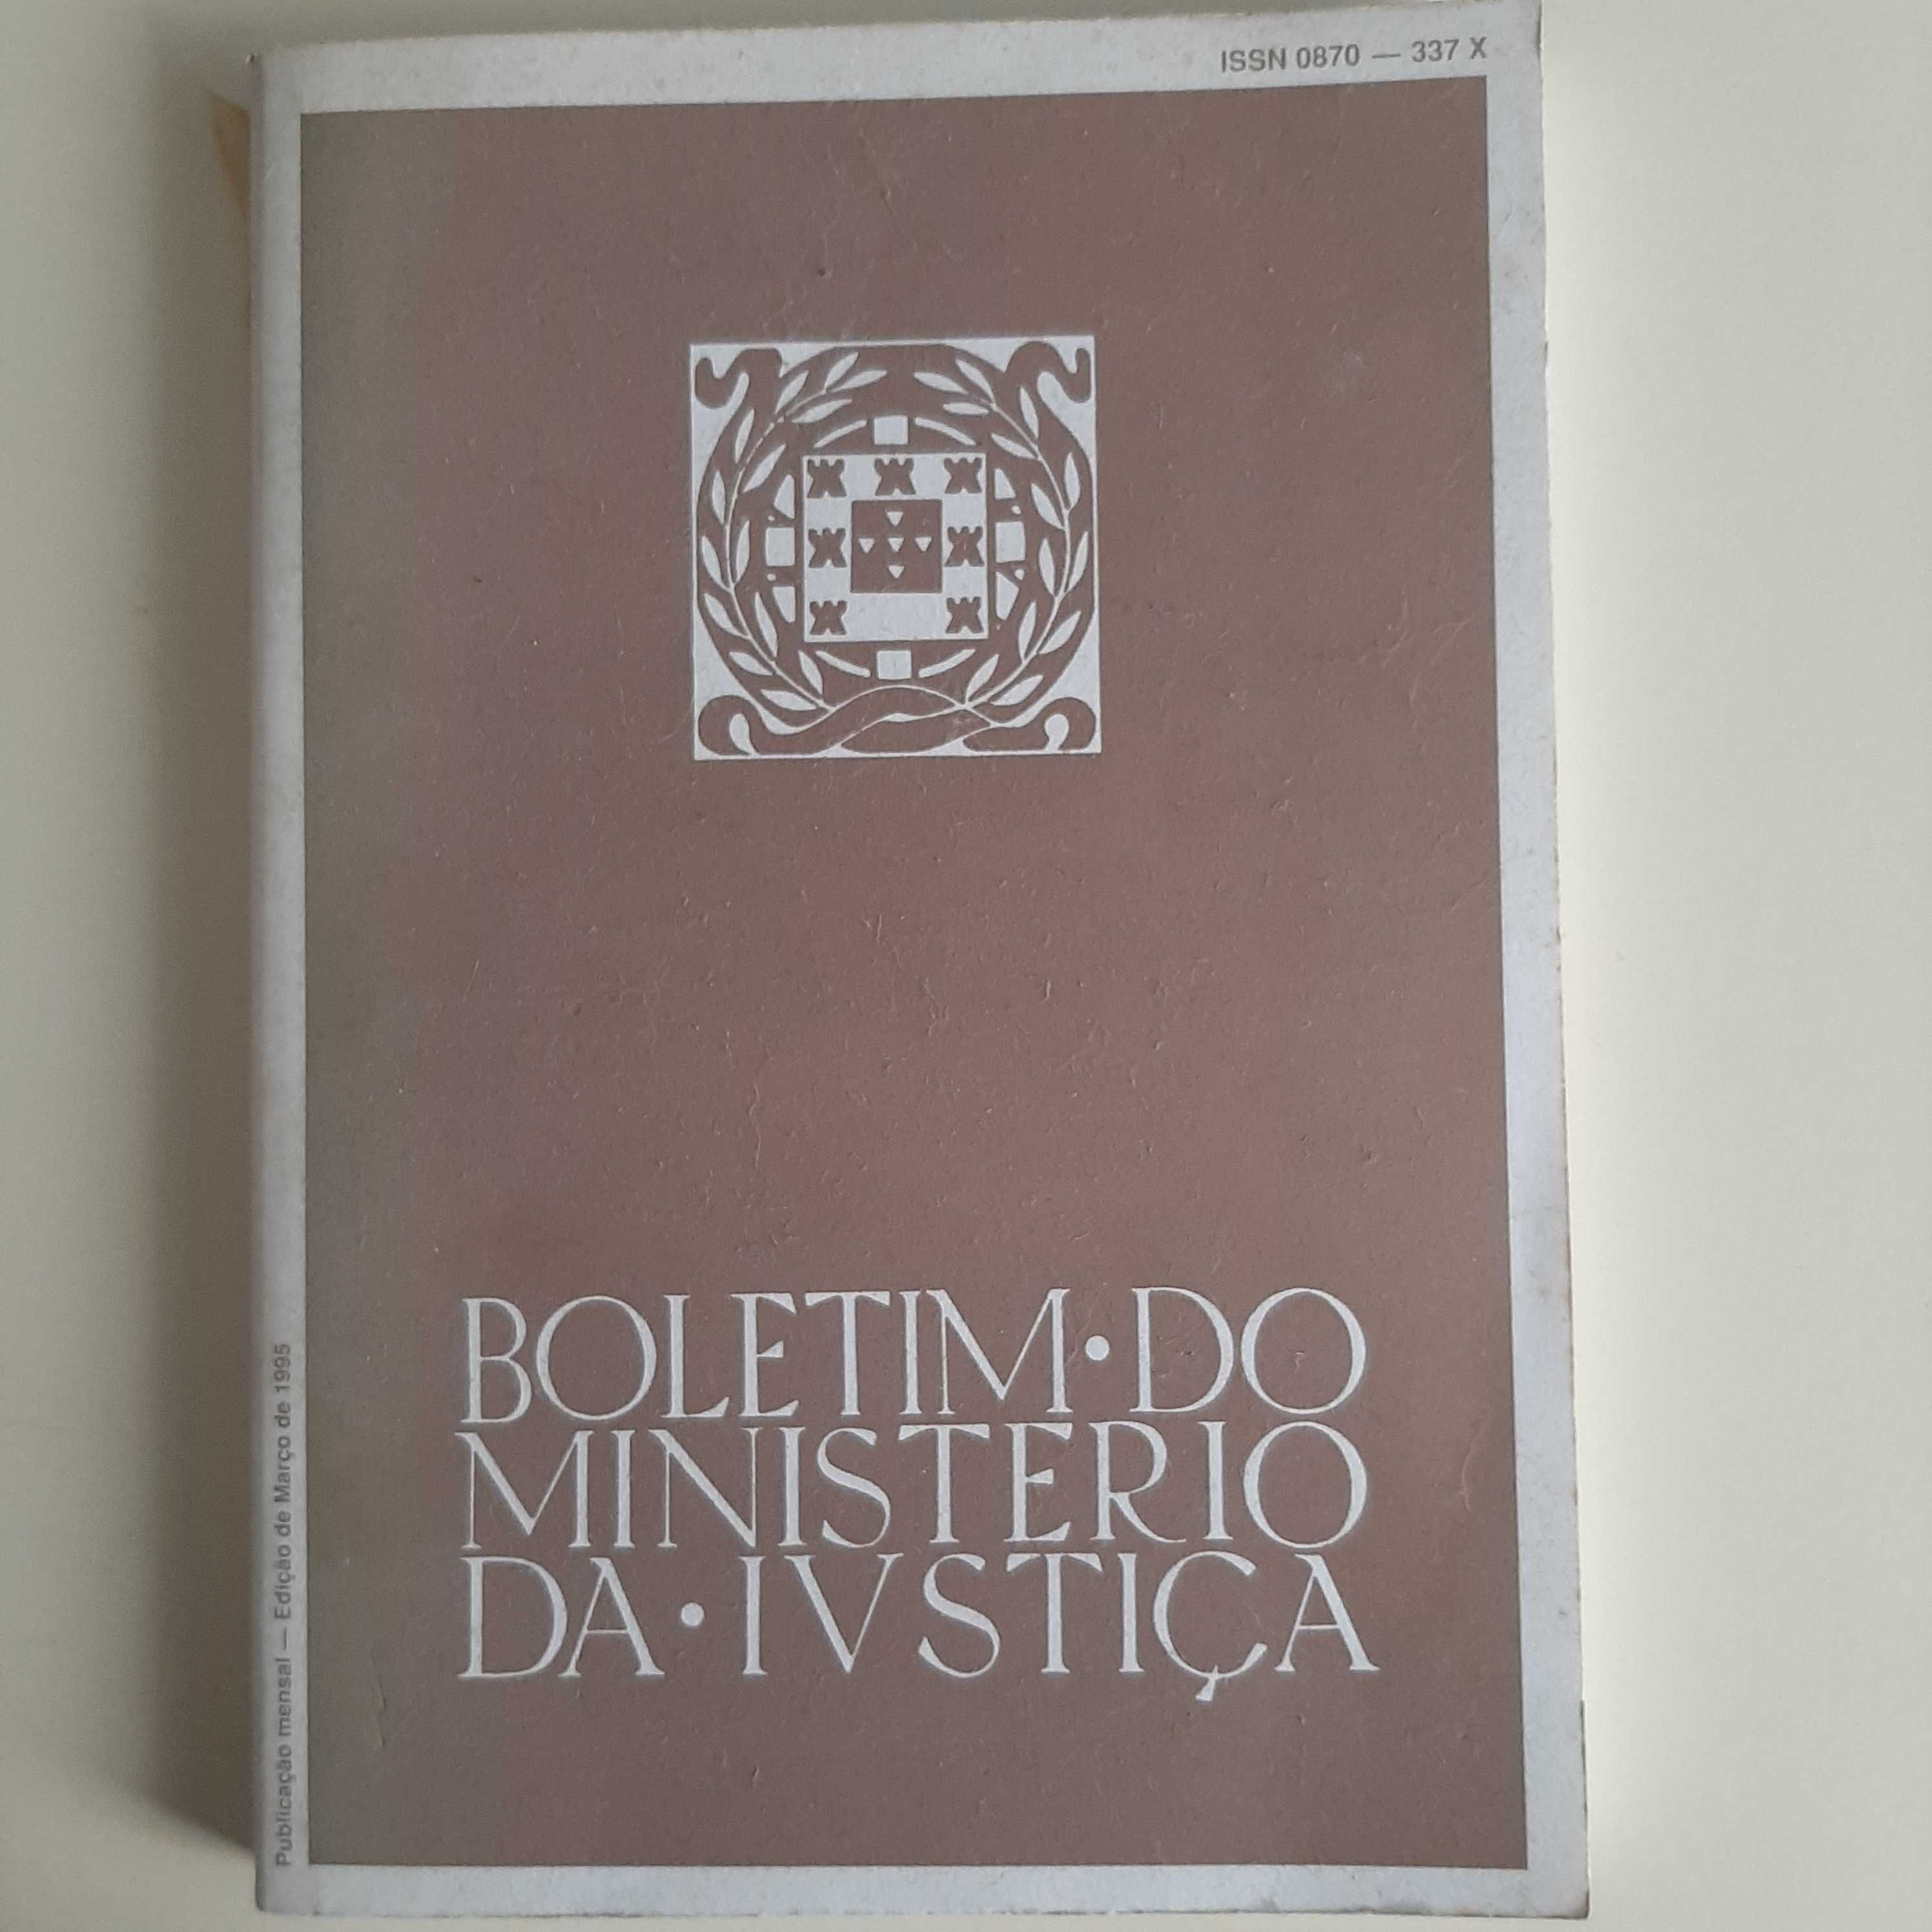 ISSN 0870 — 337 X
BOLETIM·DO
MINISTERIO
DA·IVSTIÇA
Publicação mensal — Edição de Março de 1995